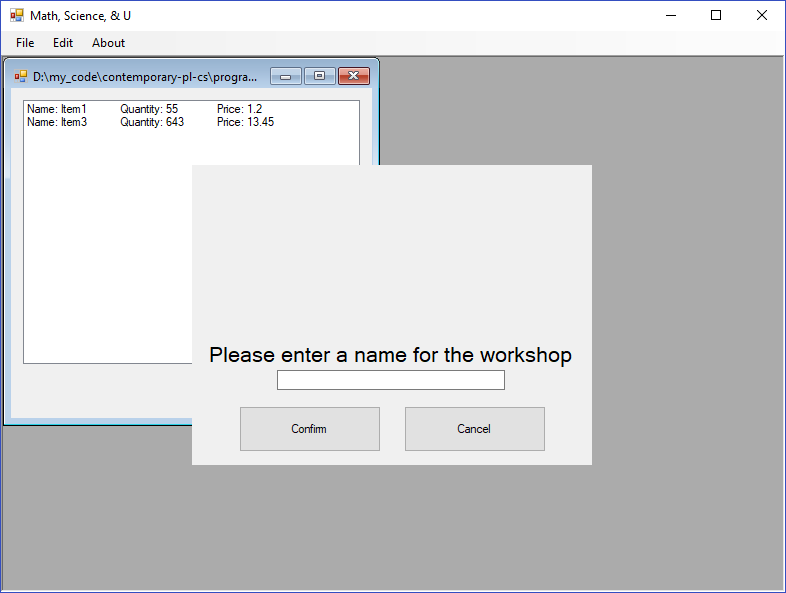 Math, Science, & U
File Edit About
D:\my_code\contemporary-pl-cs\progra...
Name: Item1 Quantity: 55 Price: 1.2
Name: Item3 Quantity: 643 Price: 13.45
Please enter a name for the workshop
Confirm Cancel